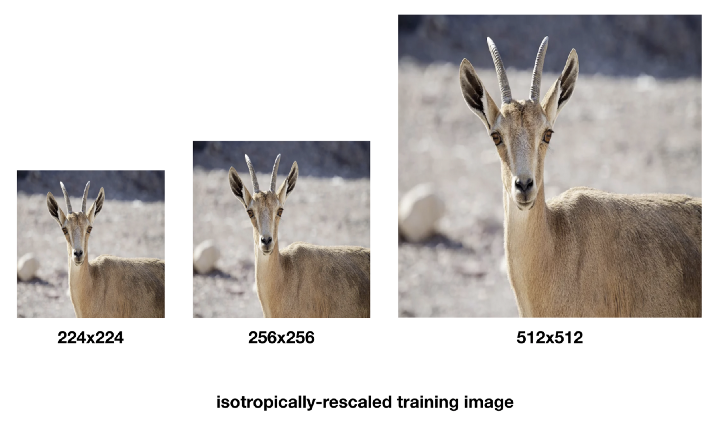 224x224
256x256
512x512
isotropically-rescaled training image